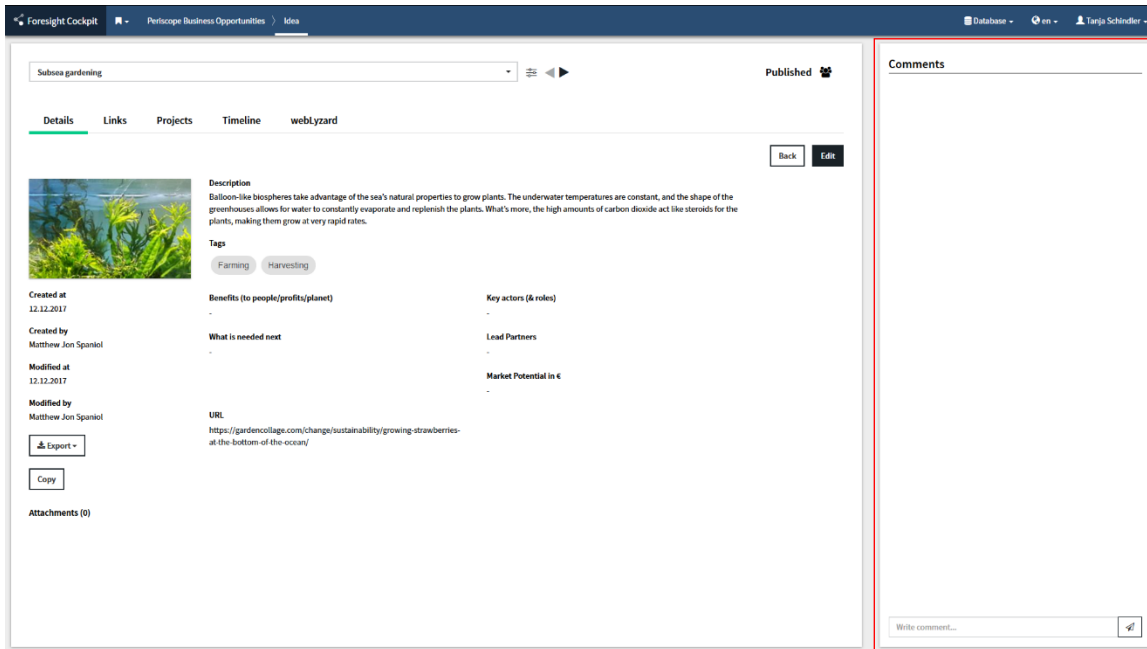 Foresight Cockpit Periscope Business Opportunities Idea Database en Tanja Schindler
Subsea gardening
Published
Comments
Details Links Projects Timeline webLyzard
Back Edit
Description
Balloon-like biospheres take advantage of the sea's natural properties to grow plants. The underwater temperatures are constant, and the shape of the
greenhouses allows for water to constantly evaporate and replenish the plants. What's more, the high amounts of carbon dioxide act like steroids for the
plants, making them grow at very rapid rates.
Tags
Farming Harvesting
Created at
12.12.2017
Created by
Matthew Jon Spaniol
Modified at
12.12.2017
Modified by
Matthew Jon Spaniol
Export
Copy
Attachments (0)
Benefits (to people/profits/planet)
-
What is needed next
-
URL
https://gardencollage.com/change/sustainability/growing-strawberries-
at-the-bottom-of-the-ocean/
Key actors (& roles)
-
Lead Partners
-
Market Potential in €
-
Write comment...